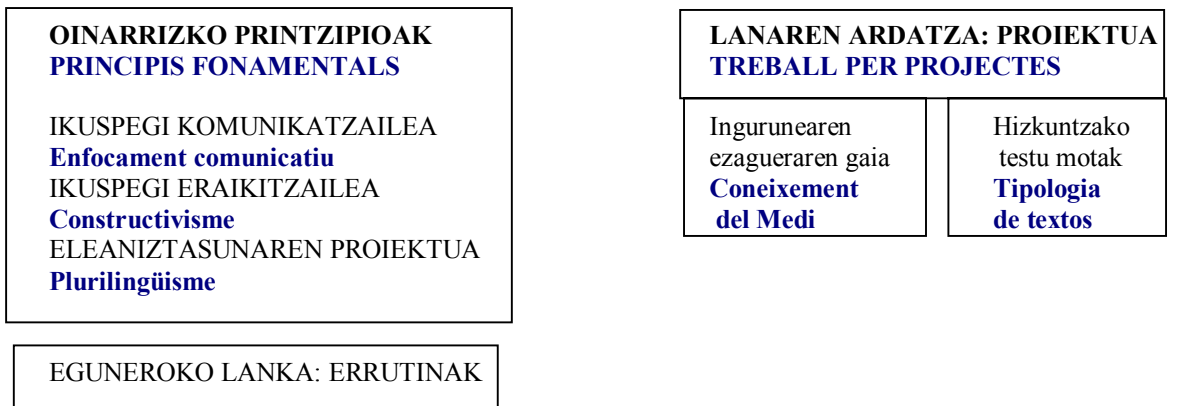 OINARRIZKO PRINTZIPIOAK
PRINCIPIS FONAMENTALS
IKUSPEGI KOMUNIKATZAILEA
Enfocament comunicatiu
IKUSPEGI ERAIKITZAILEA
Constructivisme
ELEANIZTASUNAREN PROIEKTUA
Plurilingüisme
EGUNEROKO LANKA: ERRUTINAK
LANAREN ARDATZA: PROIEKTUA
TREBALL PER PROJECTES
Ingurunearen
ezagueraren gaia
Coneixement
del Medi
Hizkuntzako
testu motak
Tipologia
de textos